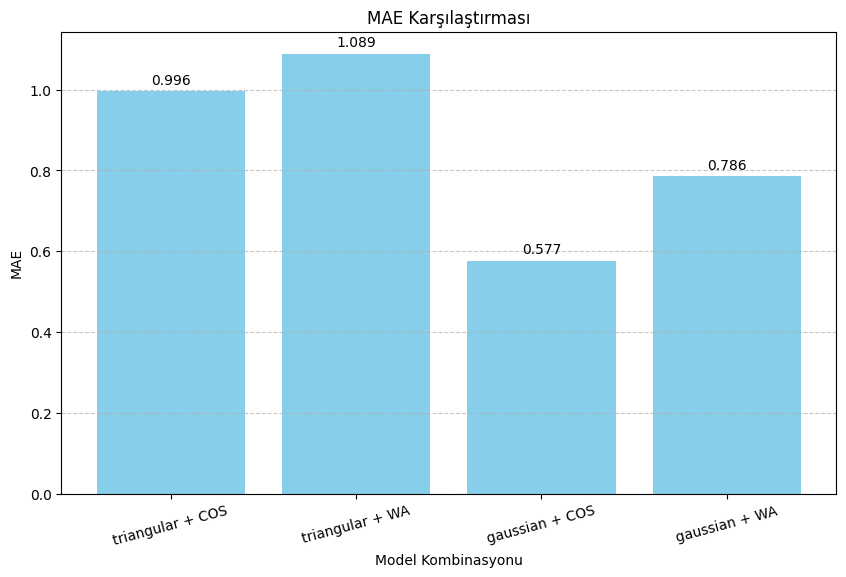 MAE Karşılaştırması
1.089
0.996
0.786
0.577
MAE
1.0
0.8
0.6
0.4
0.2
0.0
triangular + COS
triangular + WA
gaussian + COS
gaussian + WA
Model Kombinasyonu